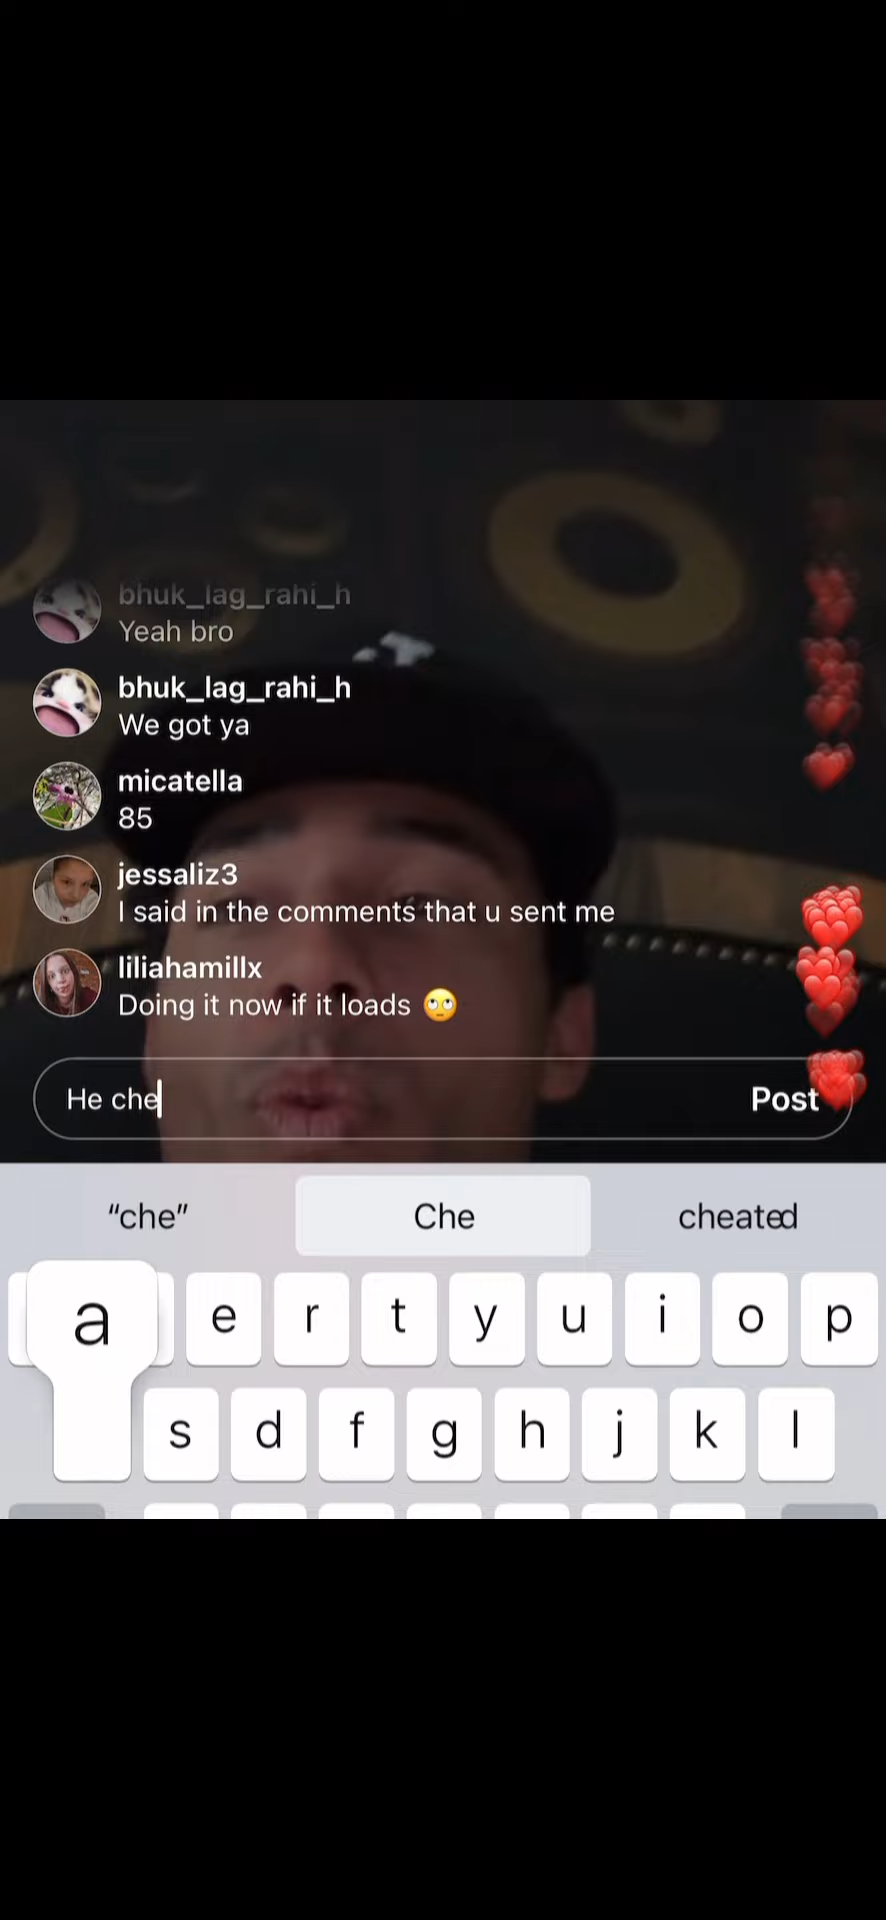 bhuk_lag_rahi_h
Yeah bro
bhuk_lag_rahi_h
We got ya
micatella
85
jessaliz3
I said in the comments that u sent me
liliahamillx
Doing it now if it loads 🙄
He che
Post
“che”
Che
cheated
a e r t y u i o p
s d f g h j k l